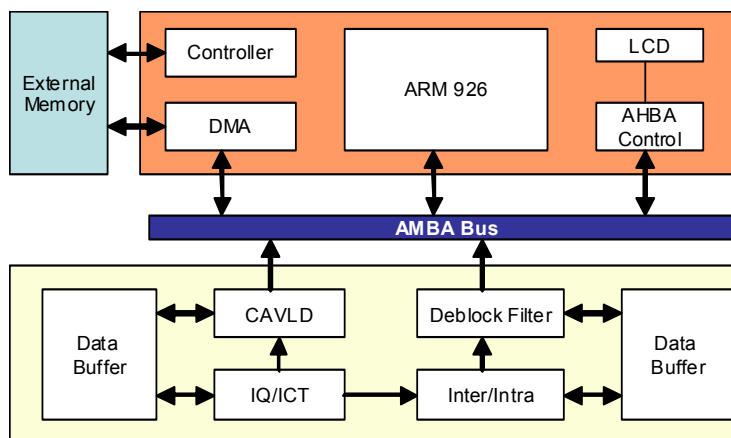 External
Memory
Controller
DMA
ARM 926
LCD
AHBA
Control
AMBA Bus
Data
Buffer
CAVLD
IQ/ICT
Deblock Filter
Inter/Intra
Data
Buffer